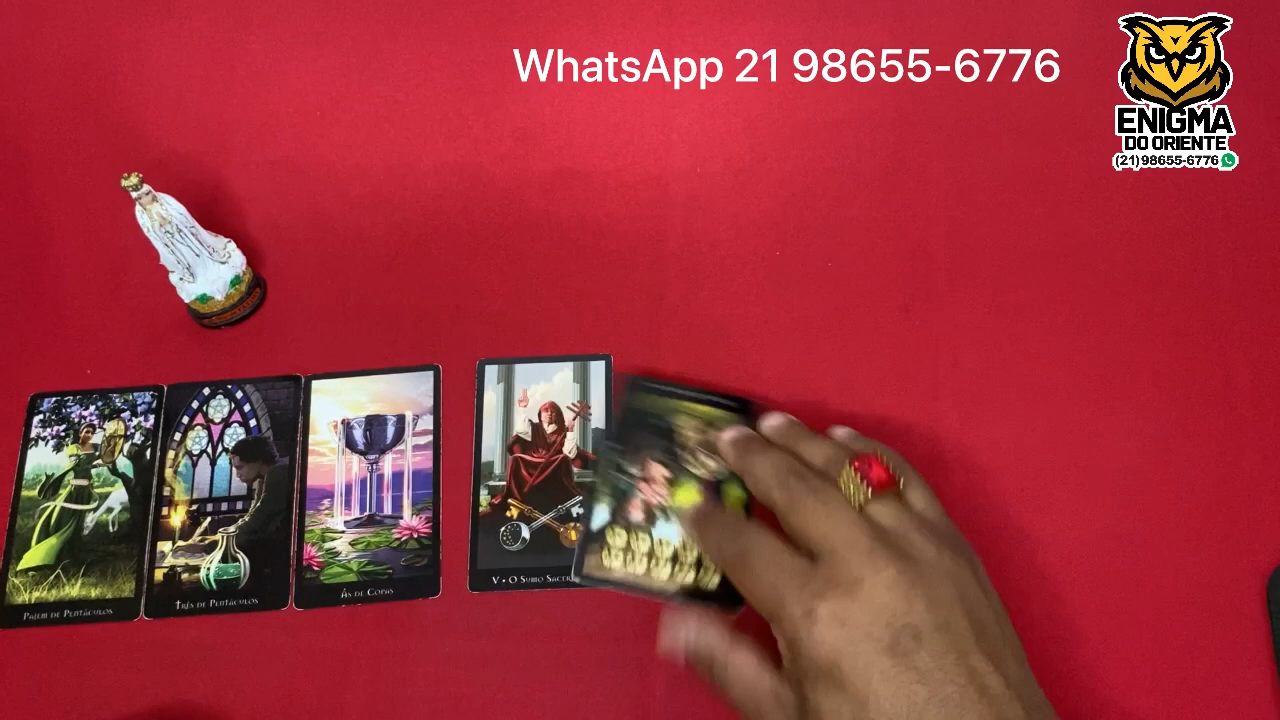 WhatsApp 21 98655-6776
ENIGMA
DO ORIENTE
(21)98655-6776
Pajem de Pentáculos
Três de Pentáculos
Ás de Copas
V • O Sumo